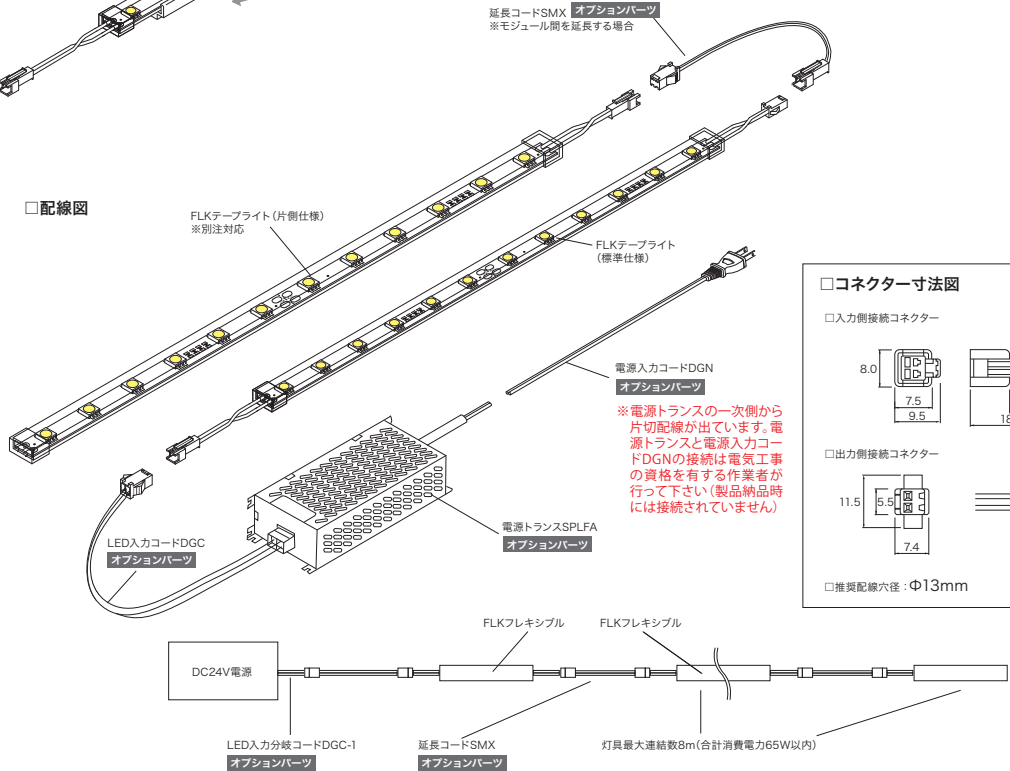 延長コードSMX オプションパーツ
※モジュール間を延長する場合
□配線図
FLKテープライト(片側仕様)
※別注対応
FLKテープライト
(標準仕様)
電源入力コードDGN
オプションパーツ
※電源トランスの一次側から
片切配線が出ています。電
源トランスと電源入力コー
ドDGNの接続は電気工事
の資格を有する作業者が
行って下さい(製品納品時
には接続されていません)
電源トランスSPLFA
オプションパーツ
LED入力コードDGC
オプションパーツ
□コネクター寸法図
□入力側接続コネクター
8.0
7.5
9.5
18
□出力側接続コネクター
11.5
5.5
7.4
□推奨配線穴径:Φ13mm
FLKフレキシブル
FLKフレキシブル
DC24V電源
LED入力分岐コードDGC-1
オプションパーツ
延長コードSMX
オプションパーツ
灯具最大連結数8m(合計消費電力65W以内)